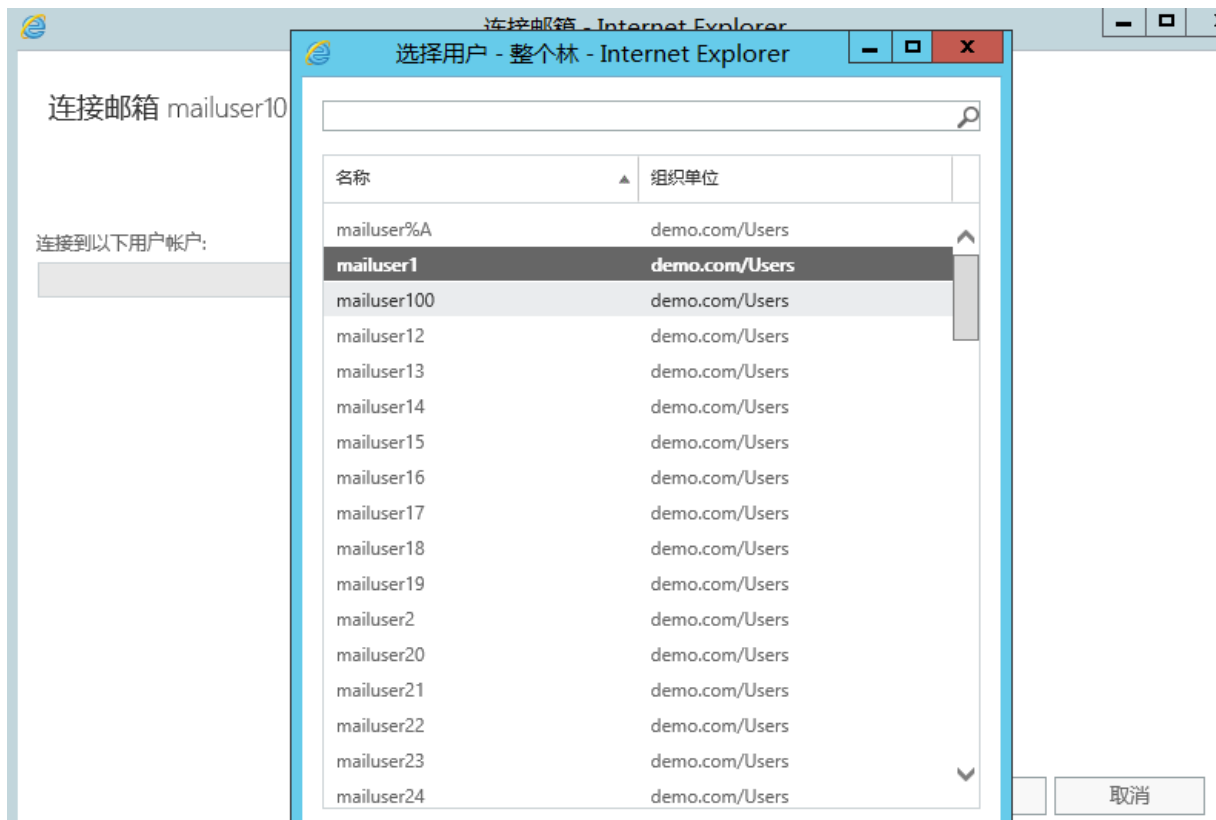 连接邮箱 - Internet Explorer
选择用户 - 整个林 - Internet Explorer
连接邮箱 mailuser10
名称 组织单位
连接到以下用户帐户:
mailuser%A demo.com/Users
mailuser1 demo.com/Users
mailuser100 demo.com/Users
mailuser12 demo.com/Users
mailuser13 demo.com/Users
mailuser14 demo.com/Users
mailuser15 demo.com/Users
mailuser16 demo.com/Users
mailuser17 demo.com/Users
mailuser18 demo.com/Users
mailuser19 demo.com/Users
mailuser2 demo.com/Users
mailuser20 demo.com/Users
mailuser21 demo.com/Users
mailuser22 demo.com/Users
mailuser23 demo.com/Users
mailuser24 demo.com/Users
取消